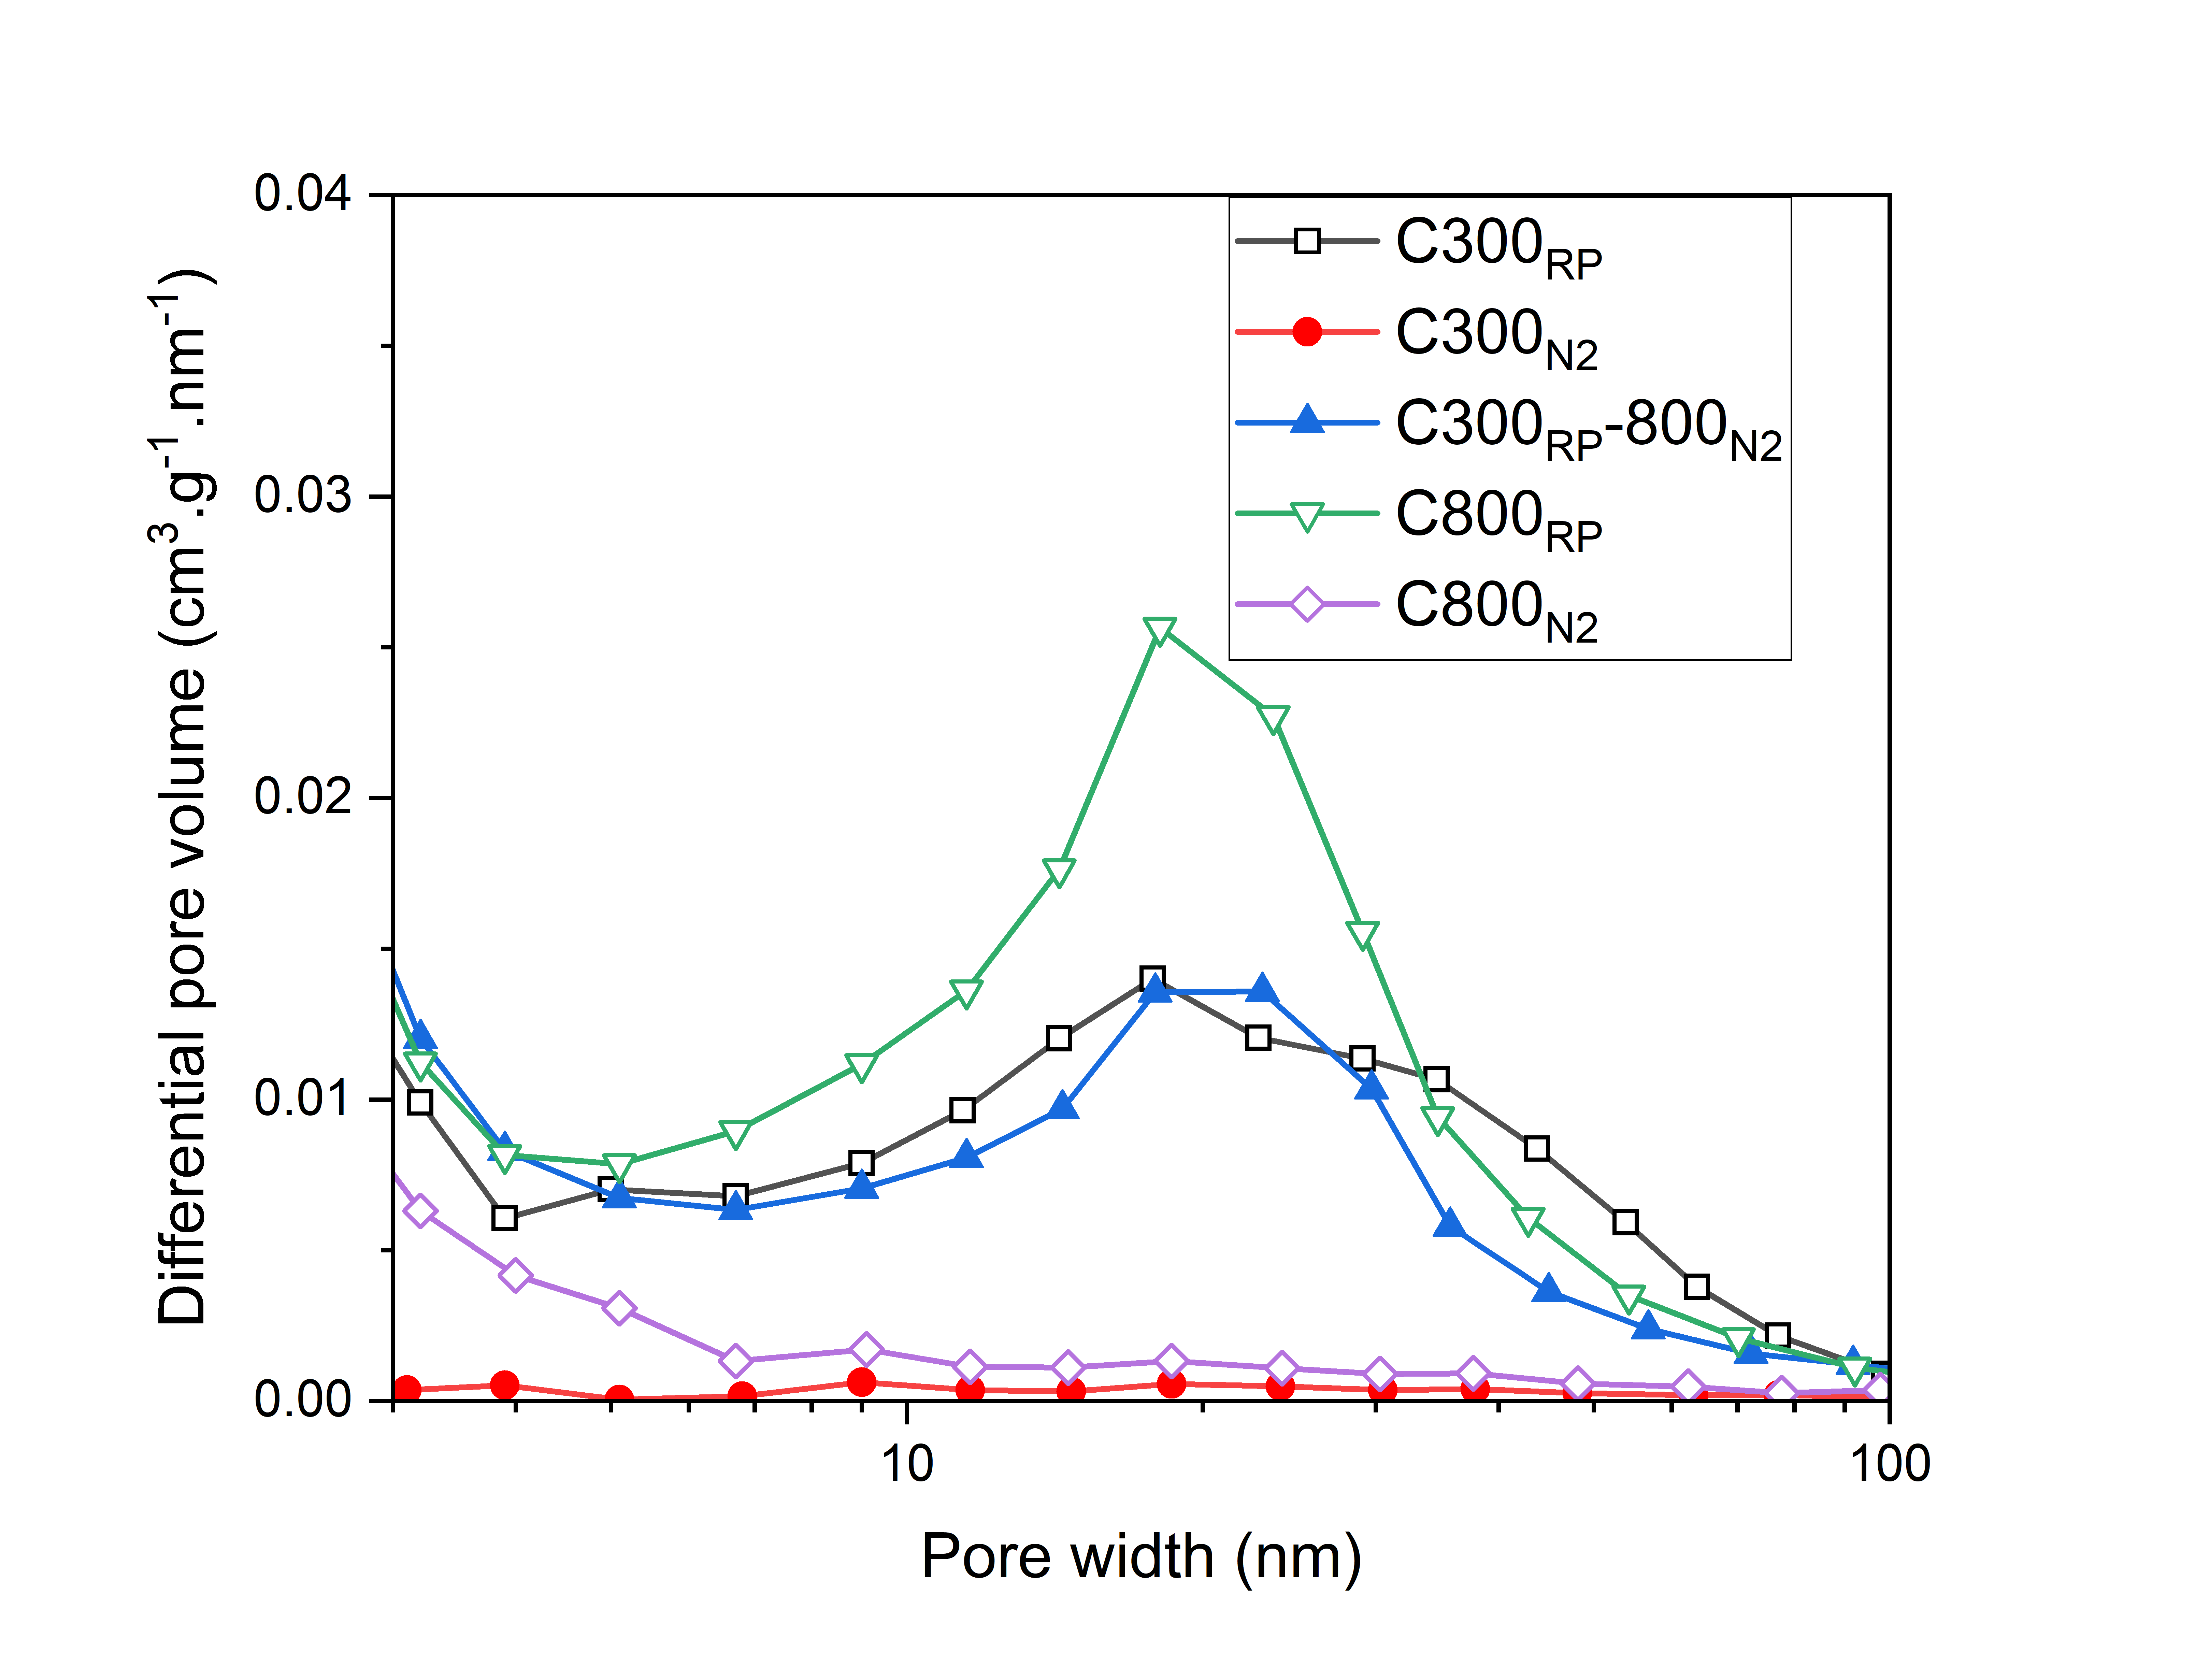 0.04
0.03
0.02
0.01
0.00
10
100
Differential pore volume (cm³.g⁻¹.nm⁻¹)
Pore width (nm)
C300RP
C300N2
C300RP-800N2
C800RP
C800N2